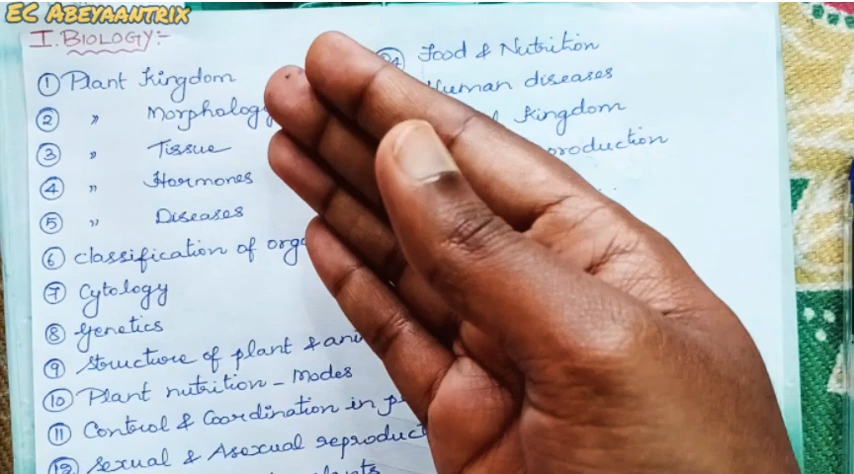 EC ABEYAANTRIX
I. BIOLOGY:-
① Plant Kingdom
② " Morphology
③ " Tissue
④ " Hormones
⑤ " Diseases
⑥ classification of
⑦ Cytology
⑧ Genetics
⑨ Structure of plant &
⑩ Plant nutrition - Modes
⑪ Control & Coordination in
⑫ Sexual & Asexual
Food & Nutrition
Human diseases
Kingdom